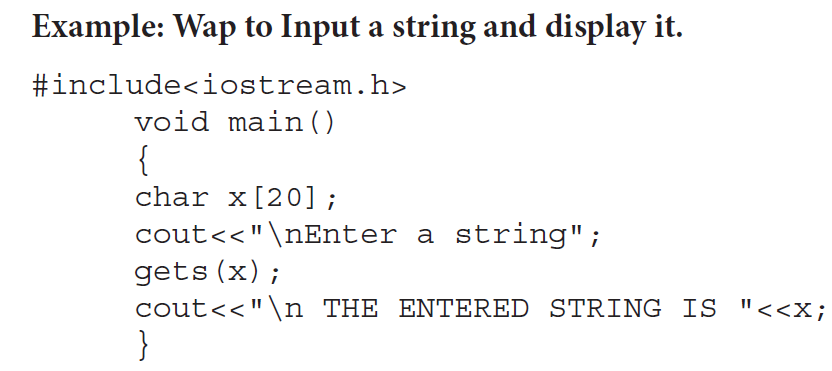 Example: Wap to Input a string and display it.
#include<iostream.h>
void main()
{
char x[20];
cout<<"\nEnter a string";
gets(x);
cout<<"\n THE ENTERED STRING IS "<<x;
}